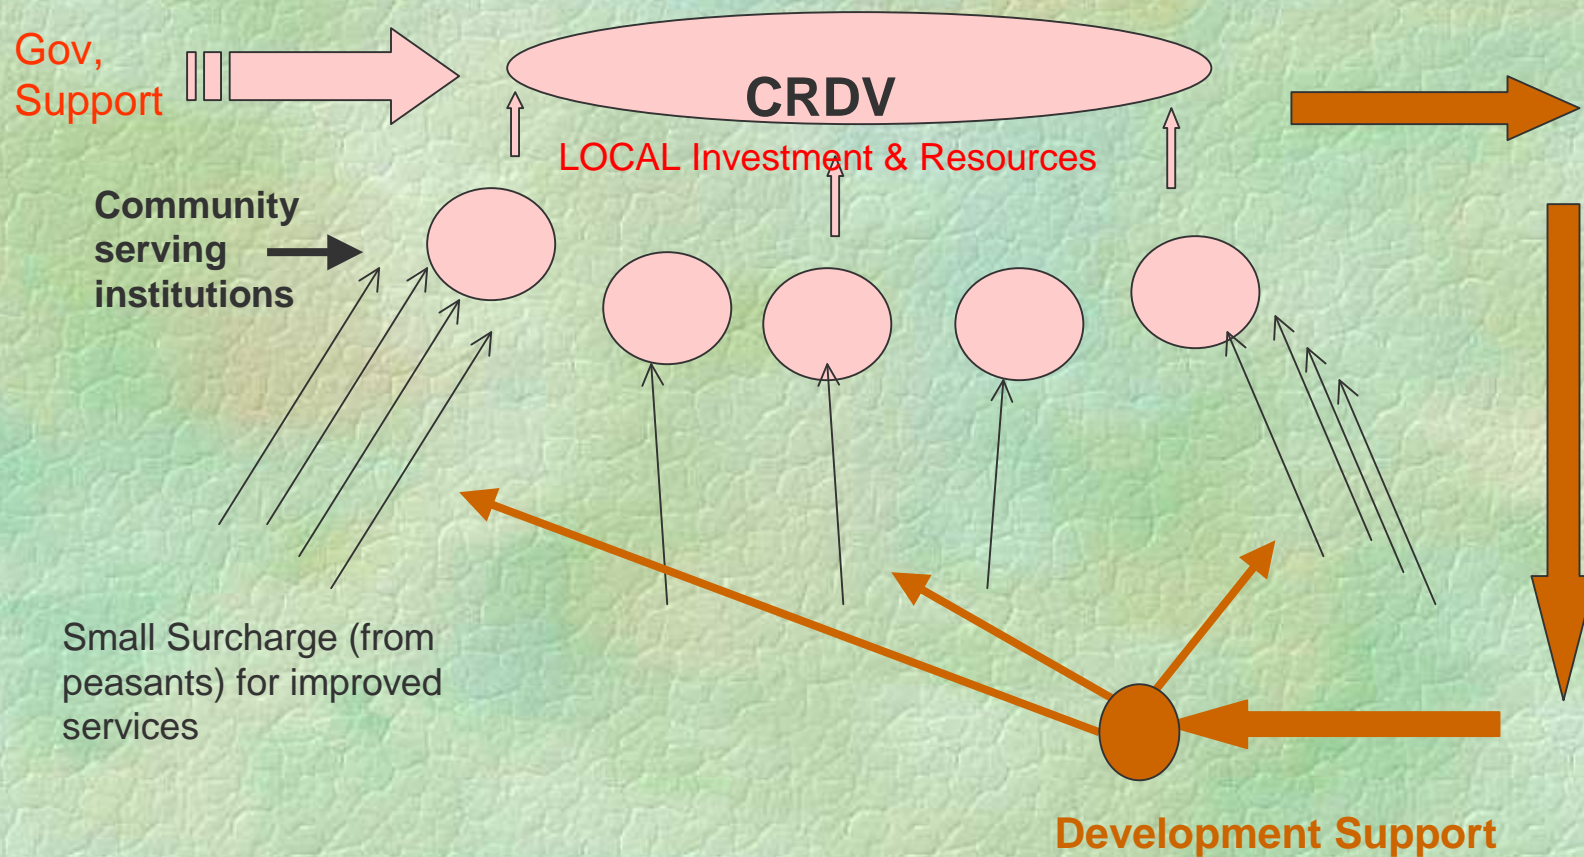 Gov,
Support
CRDV
LOCAL Investment & Resources
Community
serving
institutions
Small Surcharge (from
peasants) for improved
services
Development Support